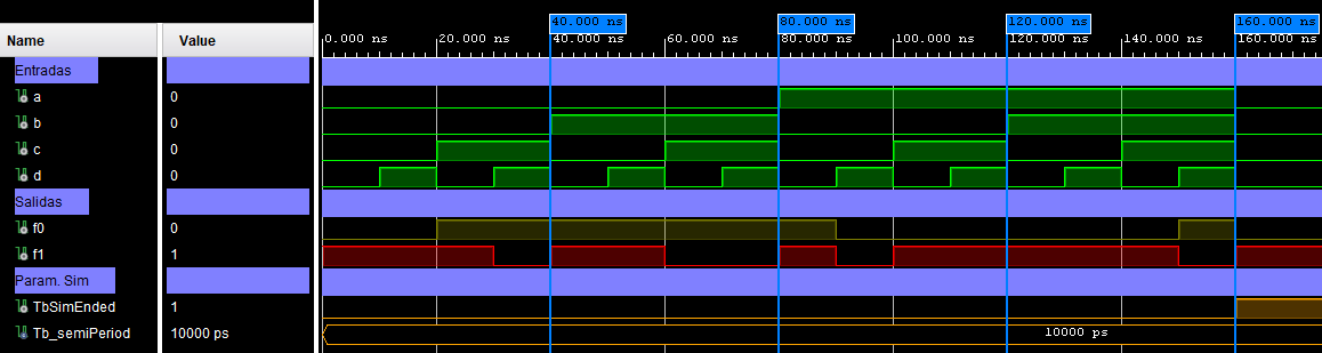 40.000 ns 80.000 ns 120.000 ns 160.000 ns
Name Value 0.000 ns 20.000 ns 40.000 ns 60.000 ns 80.000 ns 100.000 ns 120.000 ns 140.000 ns 160.000 ns
Entradas
a 0
b 0
c 0
d 0
Salidas
f0 0
f1 1
Param. Sim
TbSimEnded 1
Tb_semiPeriod 10000 ps 10000 ps